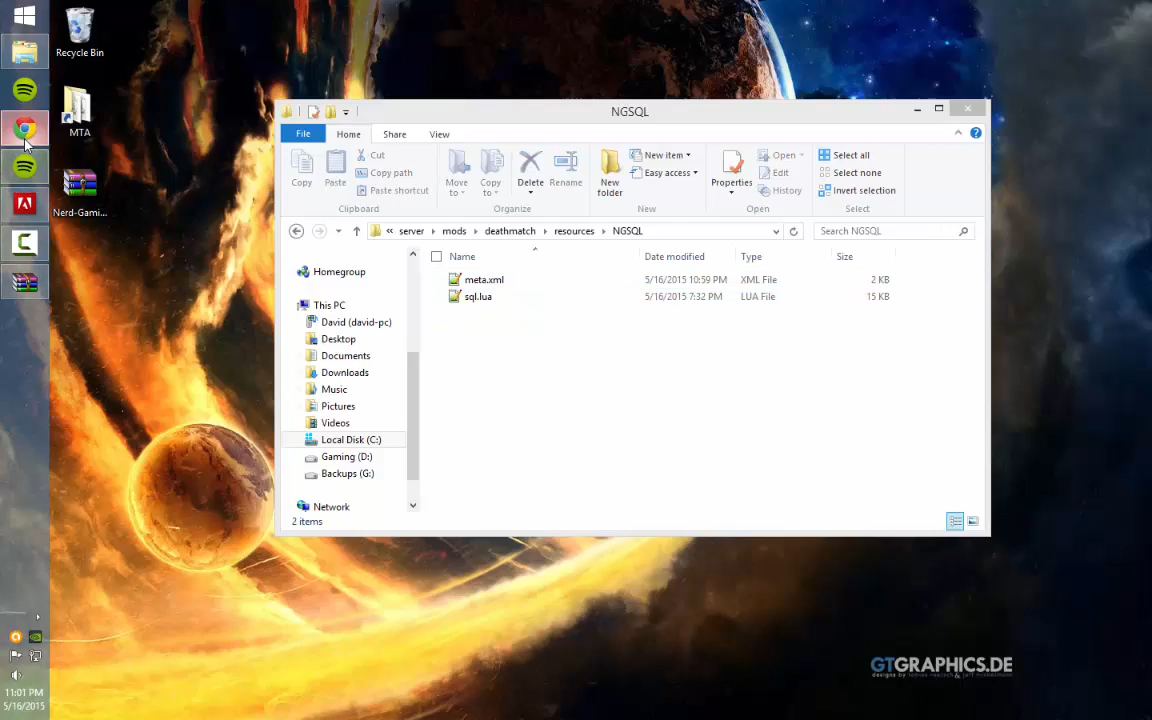 Recycle Bin
MTA
Nerd-Gami...
11:01 PM
5/16/2015
NGSQL
File
Home
Share
View
Copy
Paste
Cut
Copy path
Paste shortcut
Clipboard
Move to
Copy to
Delete
Rename
Organize
New folder
New item
Easy access
New
Properties
Open
Edit
History
Open
Select all
Select none
Invert selection
Select
« server mods deathmatch resources NGSQL
Search NGSQL
Name Date modified Type Size
meta.xml 5/16/2015 10:59 PM XML File 2 KB
sql.lua 5/16/2015 7:32 PM LUA File 15 KB
Homegroup
This PC
David (david-pc)
Desktop
Documents
Downloads
Music
Pictures
Videos
Local Disk (C:)
Gaming (D:)
Backups (G:)
Network
2 items
GTGRAPHICS.DE